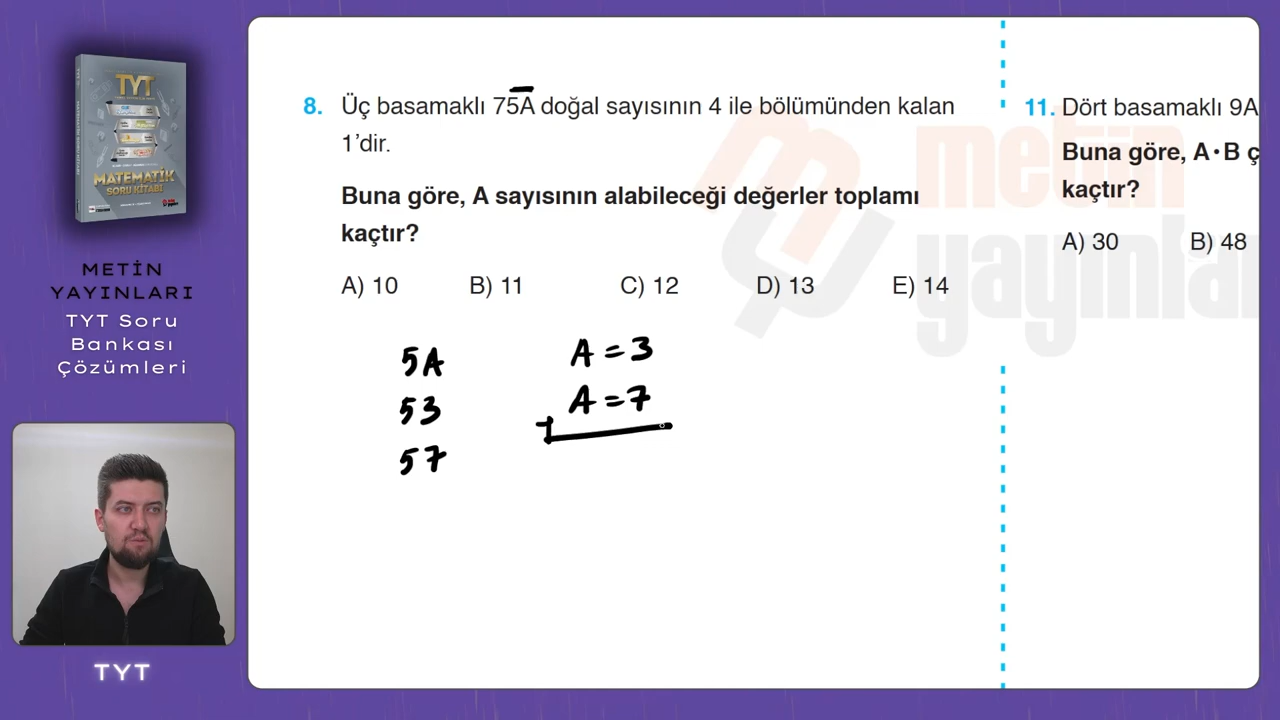 TYT
MATEMATİK
SORU KİTABI
METİN
YAYINLARI
TYT Soru
Bankası
Çözümleri
TYT
8. Üç basamaklı 75A doğal sayısının 4 ile bölümünden kalan
1'dir.
Buna göre, A sayısının alabileceği değerler toplamı
kaçtır?
A) 10 B) 11 C) 12 D) 13 E) 14
5A
53
57
A = 3
A = 7
+
11. Dört basamaklı 9A
Buna göre, A • B ç
kaçtır?
A) 30 B) 48
metin
yayınlar